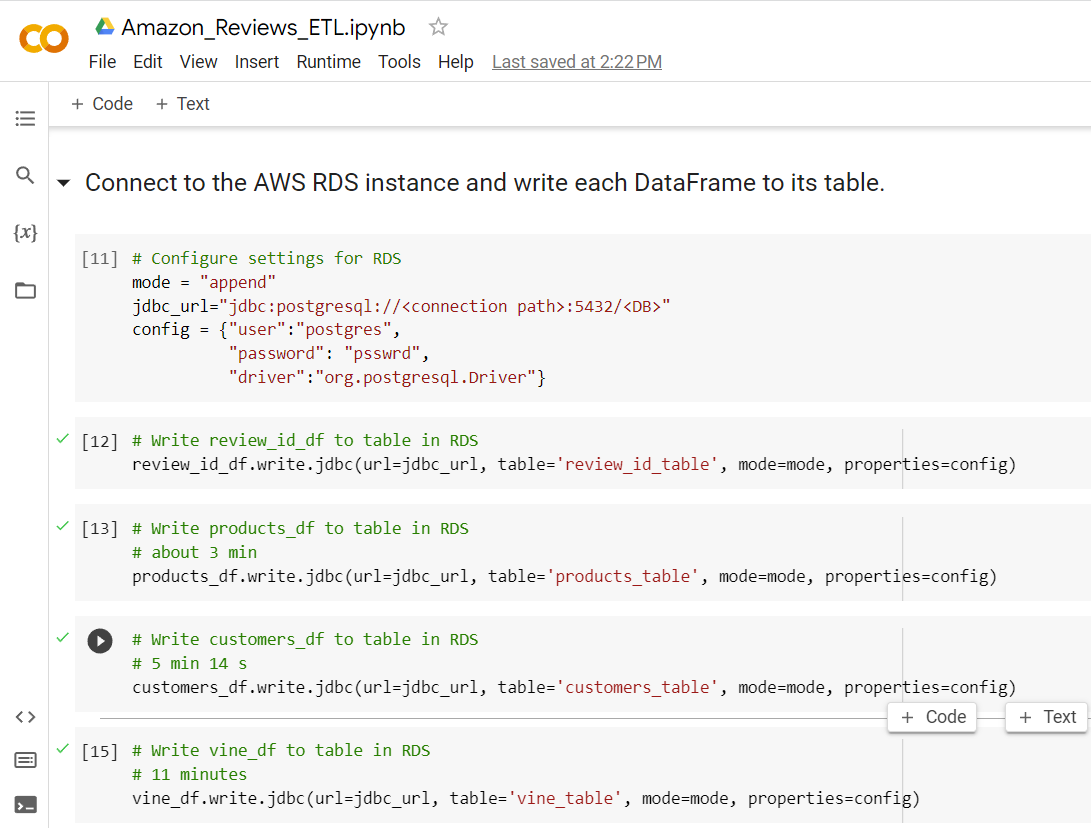 Amazon_Reviews_ETL.ipynb
File Edit View Insert Runtime Tools Help Last saved at 2:22 PM
+ Code + Text
Connect to the AWS RDS instance and write each DataFrame to its table.
{x}
[11] # Configure settings for RDS
mode = "append"
jdbc_url="jdbc:postgresql://<connection path>:5432/<DB>"
config = {"user":"postgres",
"password": "psswrd",
"driver":"org.postgresql.Driver"}
[12] # Write review_id_df to table in RDS
review_id_df.write.jdbc(url=jdbc_url, table='review_id_table', mode=mode, properties=config)
[13] # Write products_df to table in RDS
# about 3 min
products_df.write.jdbc(url=jdbc_url, table='products_table', mode=mode, properties=config)
# Write customers_df to table in RDS
# 5 min 14 s
customers_df.write.jdbc(url=jdbc_url, table='customers_table', mode=mode, properties=config)
+ Code + Text
[15] # Write vine_df to table in RDS
# 11 minutes
vine_df.write.jdbc(url=jdbc_url, table='vine_table', mode=mode, properties=config)